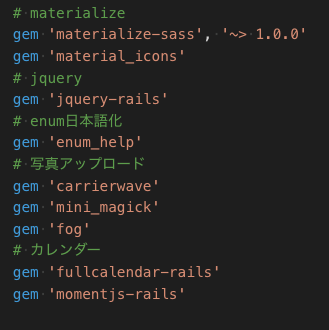 # materialize
gem 'materialize-sass', '~> 1.0.0'
gem 'material_icons'
# jquery
gem 'jquery-rails'
# enum日本語化
gem 'enum_help'
# 写真アップロード
gem 'carrierwave'
gem 'mini_magick'
gem 'fog'
# カレンダー
gem 'fullcalendar-rails'
gem 'momentjs-rails'